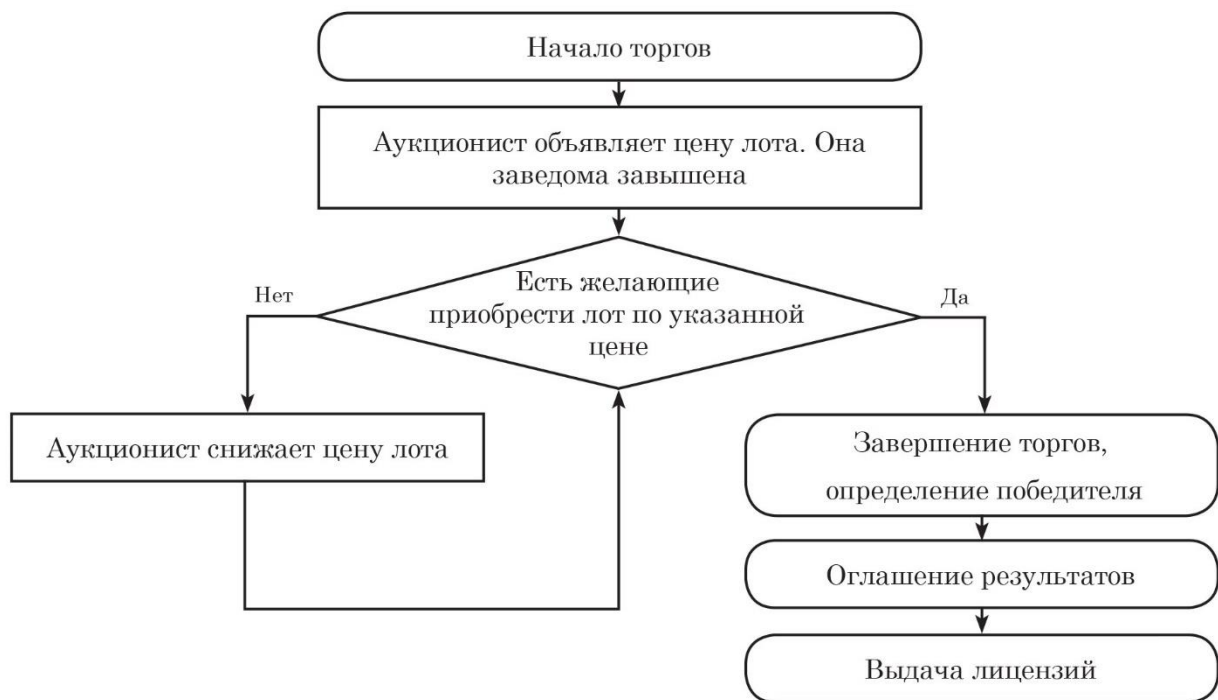 Начало торгов
Аукционист объявляет цену лота. Она
заведома завышена
Есть желающие
приобрести лот по указанной
цене
Нет
Да
Аукционист снижает цену лота
Завершение торгов,
определение победителя
Оглашение результатов
Выдача лицензий